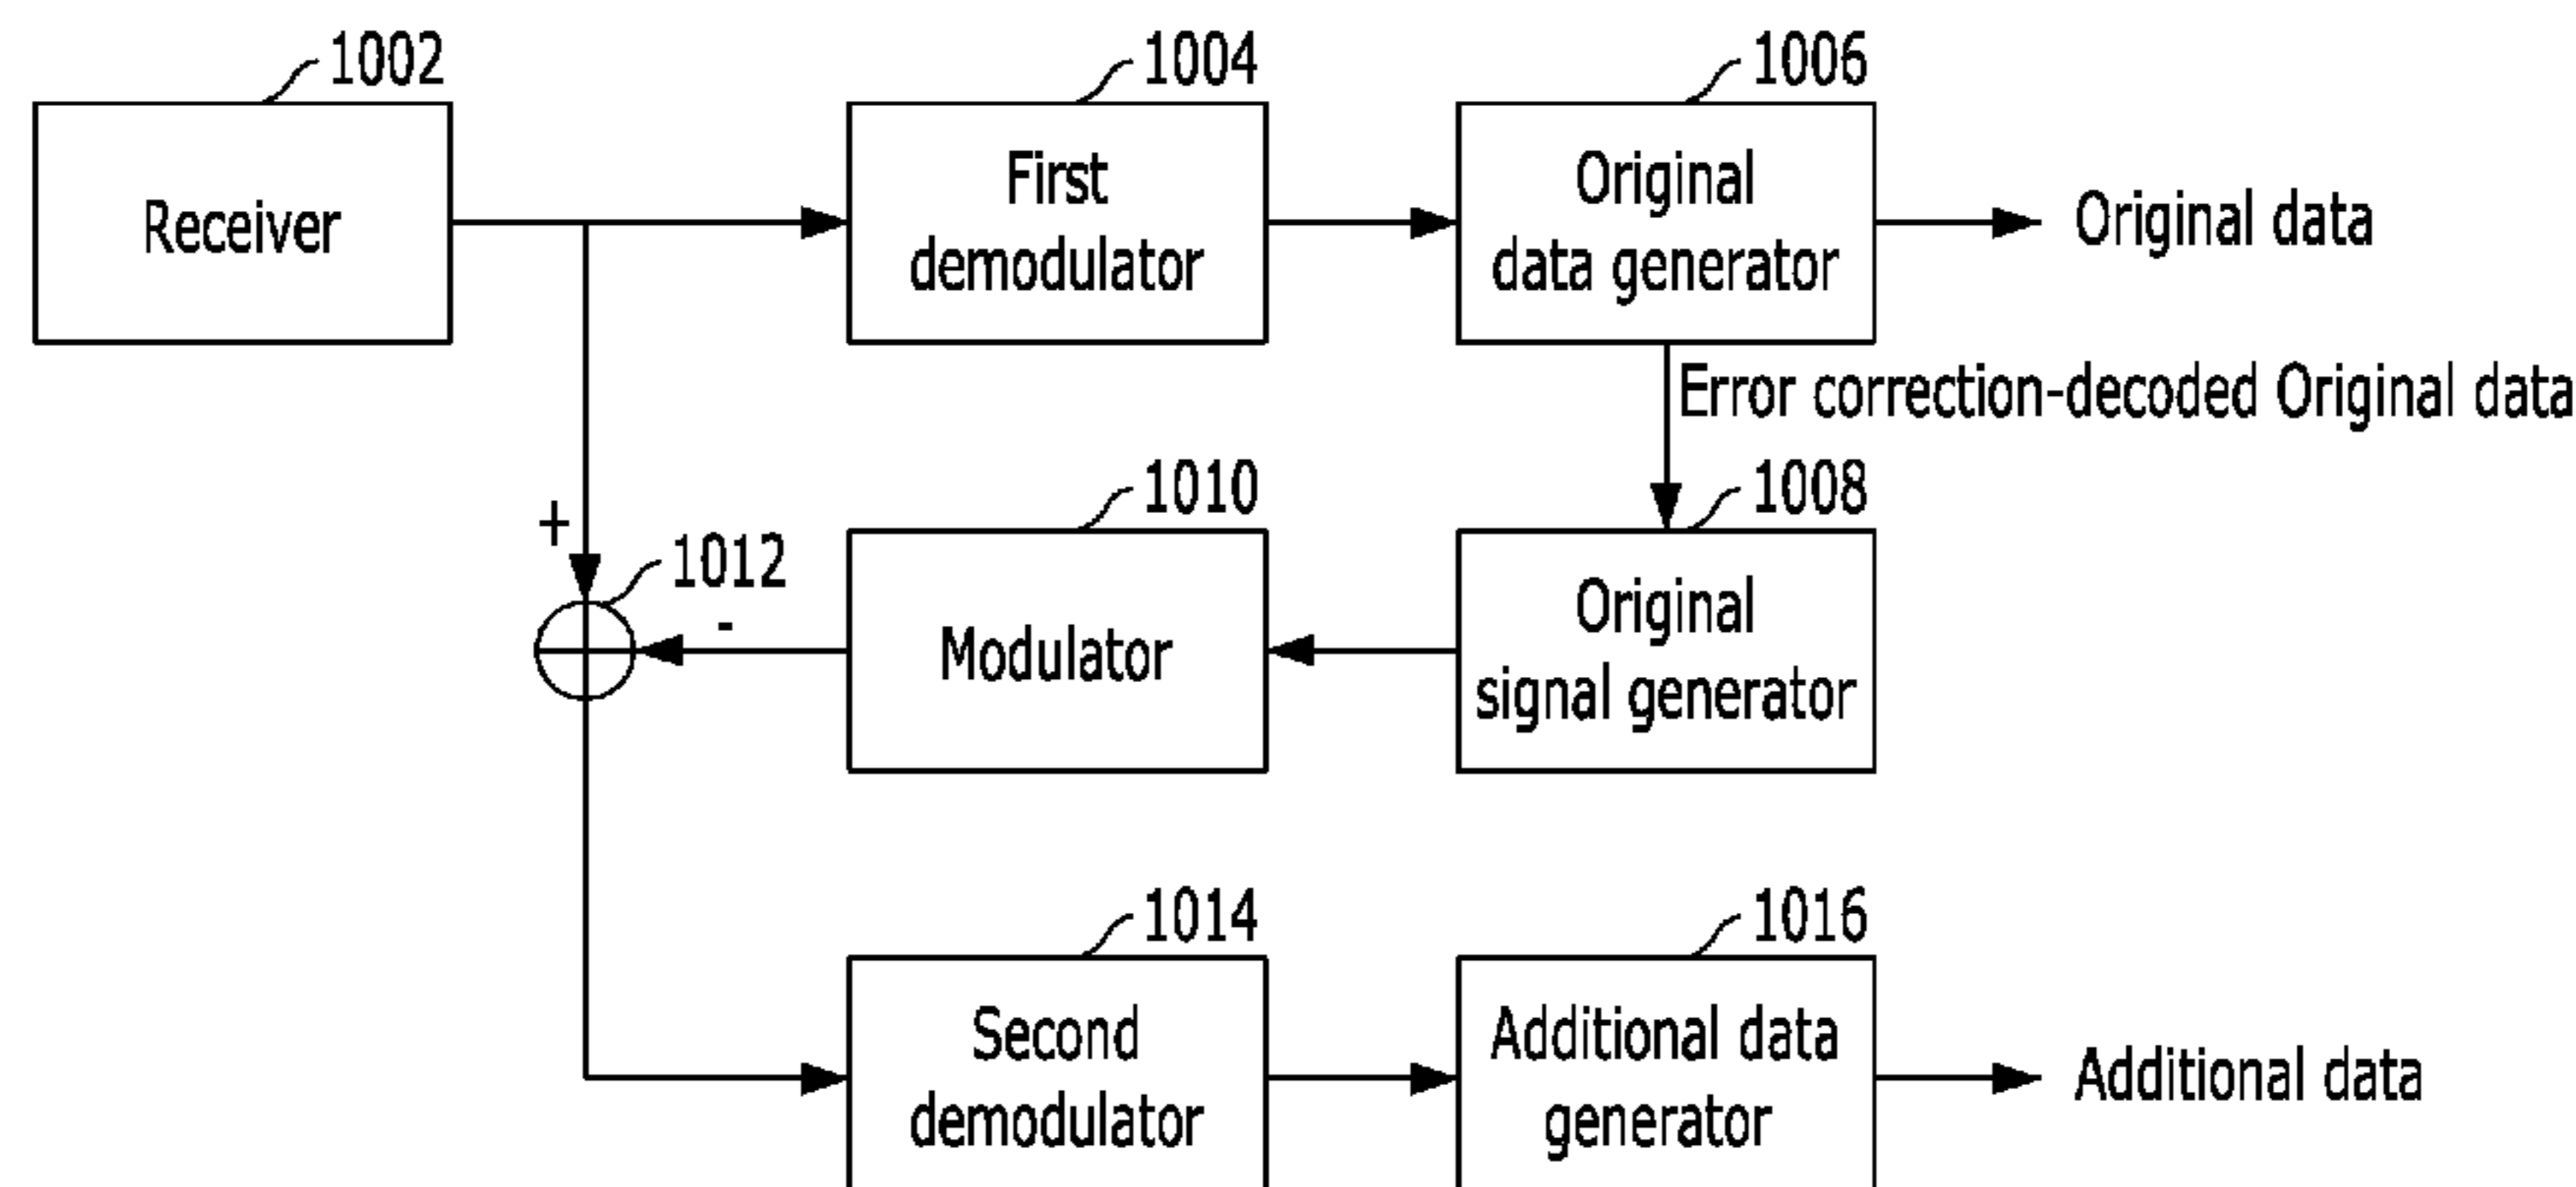 1002
Receiver
1004
First
demodulator
1006
Original
data generator
Original data
Error correction-decoded Original data
1008
Original
signal generator
1010
Modulator
+
1012
-
1014
Second
demodulator
1016
Additional data
generator
Additional data